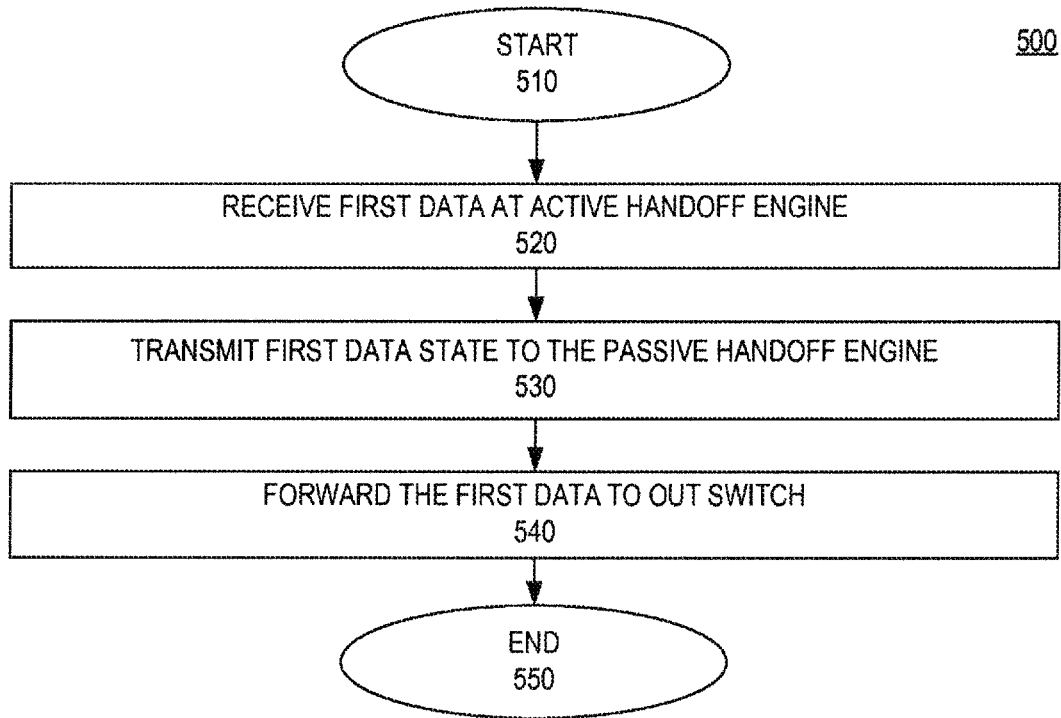 START
510
500
RECEIVE FIRST DATA AT ACTIVE HANDOFF ENGINE
520
TRANSMIT FIRST DATA STATE TO THE PASSIVE HANDOFF ENGINE
530
FORWARD THE FIRST DATA TO OUT SWITCH
540
END
550